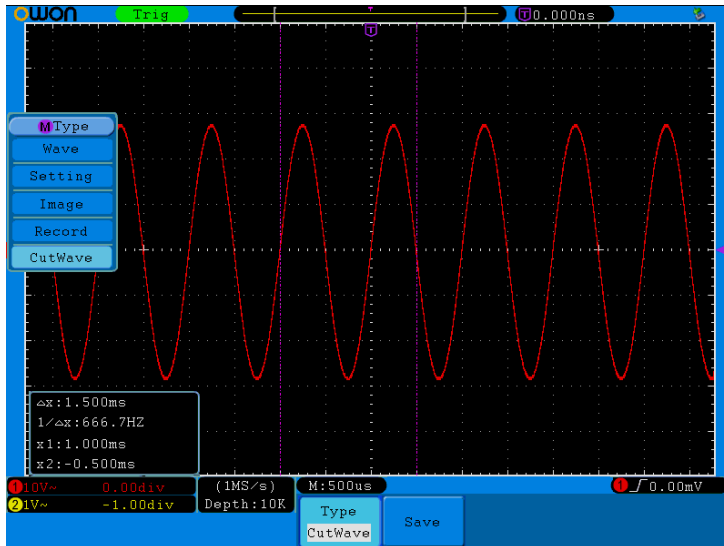 OWON Trig T T 0.000ns
T
M Type
Wave
Setting
Image
Record
CutWave
△x:1.500ms
1/△x:666.7HZ
x1:1.000ms
x2:-0.500ms
1 10V~ 0.00div (1MS/s) M:500us 1 0.00mV
2 1V~ -1.00div Depth:10K
Type
CutWave
Save